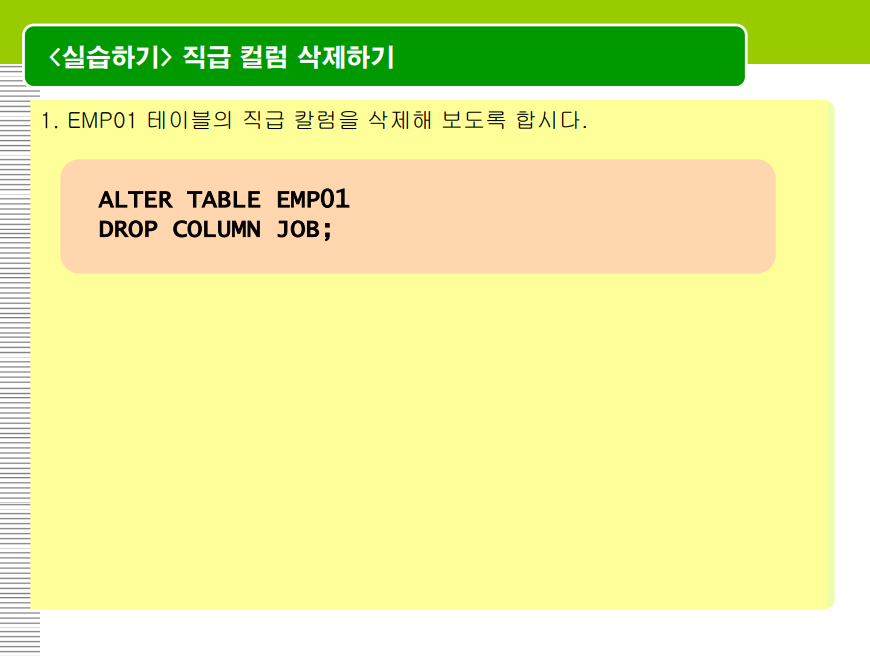 <실습하기> 직급 컬럼 삭제하기
1. EMP01 테이블의 직급 칼럼을 삭제해 보도록 합시다.
ALTER TABLE EMP01
DROP COLUMN JOB;